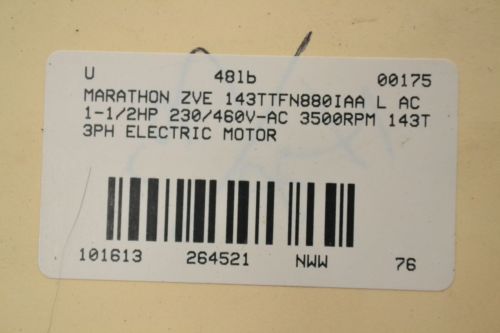 U 48lb 00175
MARATHON ZVE 143TTFN880IAA L AC
1-1/2HP 230/460V-AC 3500RPM 143T
3PH ELECTRIC MOTOR
101613 264521 NWW 76